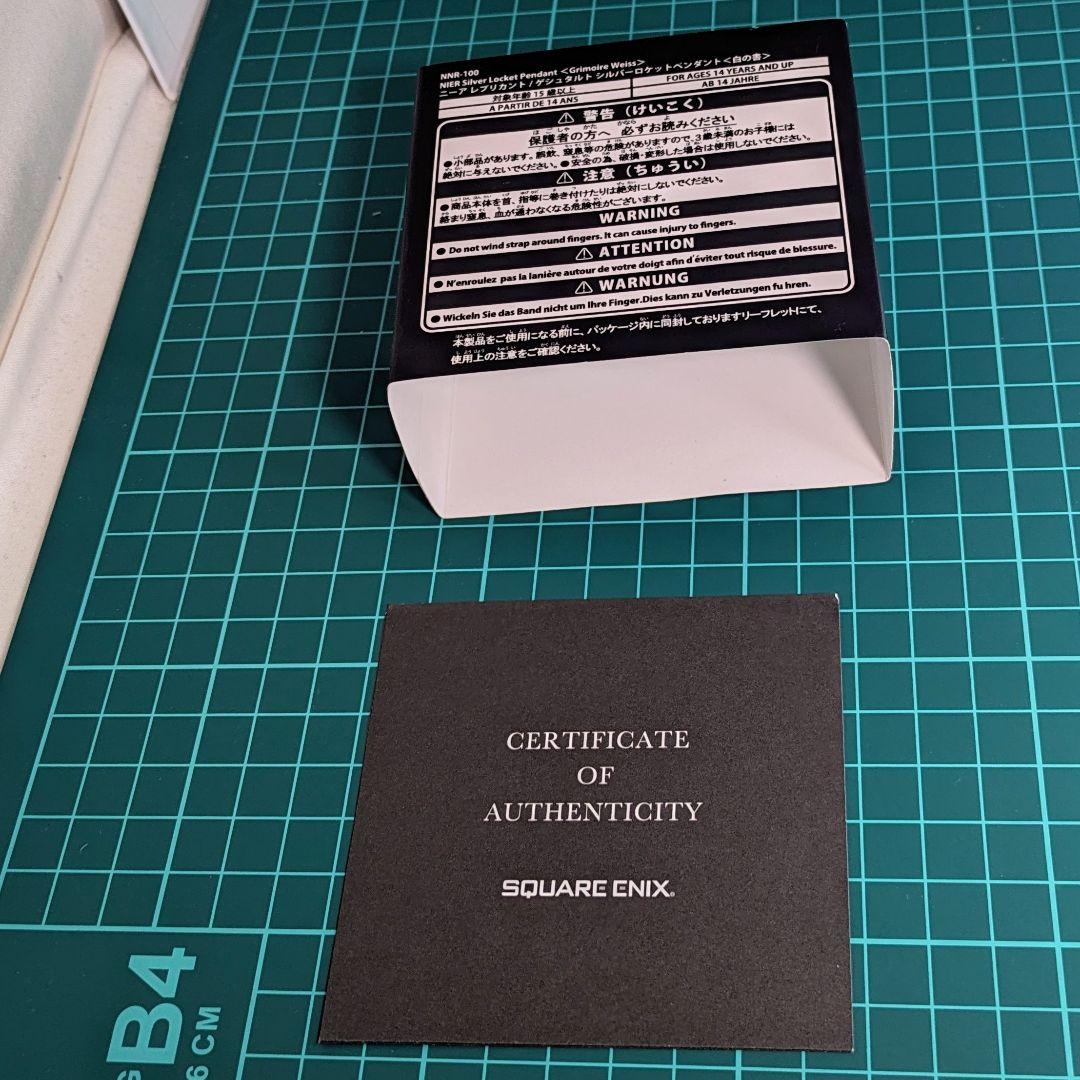 NNR-100
NIER Silver Locket Pendant <Grimoire Weiss>
ニーア レプリカント / ゲシュタルト シルバーロケットペンダント<白の書>
対象年齢 15 歳以上
FOR AGES 14 YEARS AND UP
A PARTIR DE 14 ANS
AB 14 JAHRE
⚠ 警告 (けいこく)
保護者の方へ 必ずお読みください
●小部品があります。誤飲、窒息等の危険がありますので、3歳未満のお子様には
絶対に与えないでください。●安全の為、破損・変形した場合は使用しないでください。
⚠ 注意 (ちゅうい)
●商品本体を首、指等に巻き付けたりは絶対にしないでください。
絡まり窒息、血が通わなくなる危険性がございます。
WARNING
● Do not wind strap around fingers. It can cause injury to fingers.
⚠ ATTENTION
● N'enroulez pas la lanière autour de votre doigt afin d'éviter tout risque de blessure.
⚠ WARNUNG
● Wickeln Sie das Band nicht um Ihre Finger.Dies kann zu Verletzungen fu hren.
本製品をご使用になる前に、パッケージ内に同封しておりますリーフレットにて、
使用上の注意をご確認ください。
CERTIFICATE
OF
AUTHENTICITY
SQUARE ENIX®
B4
6 CM